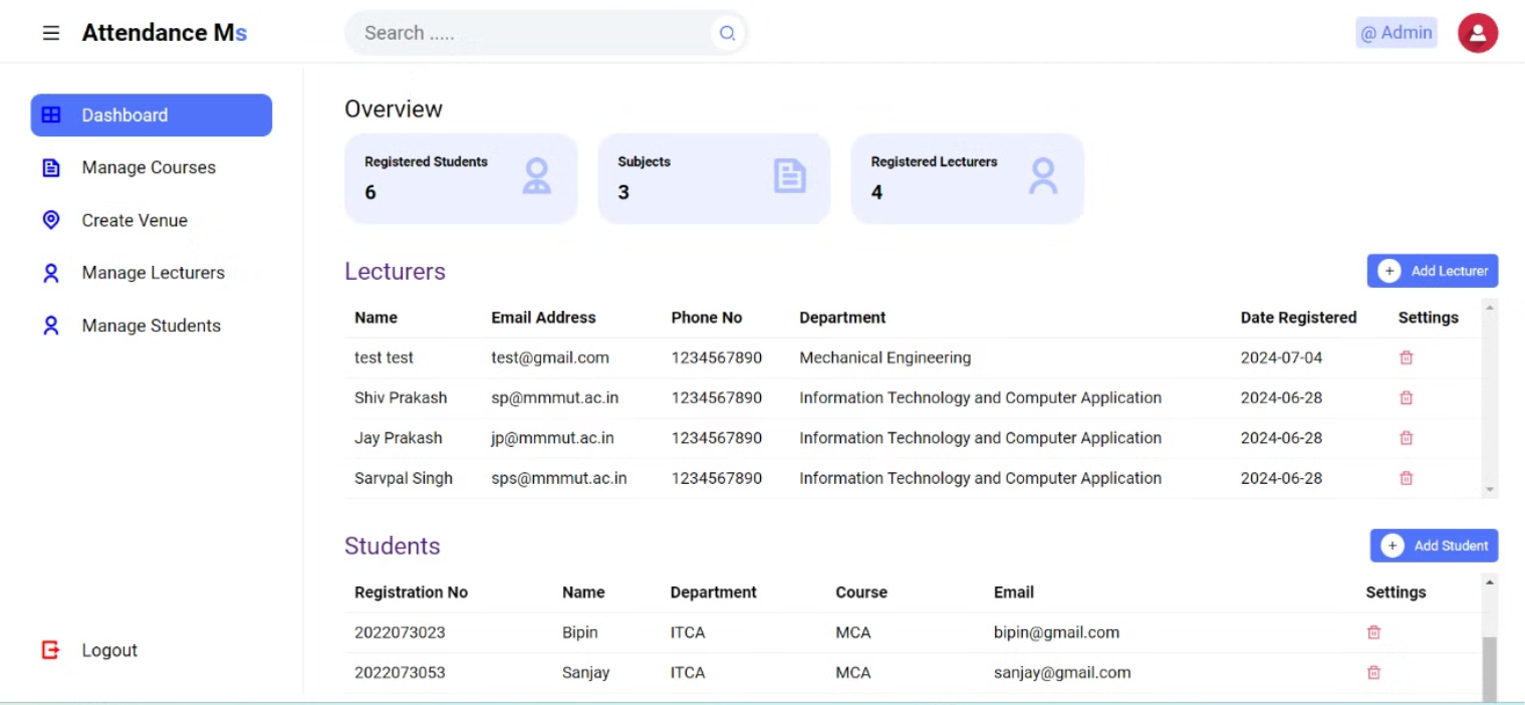 Attendance Ms
Search .....
@ Admin
Dashboard
Manage Courses
Create Venue
Manage Lecturers
Manage Students
Logout
Overview
Registered Students
6
Subjects
3
Registered Lecturers
4
Lecturers
Add Lecturer
Name Email Address Phone No Department Date Registered Settings
test test test@gmail.com 1234567890 Mechanical Engineering 2024-07-04
Shiv Prakash sp@mmmut.ac.in 1234567890 Information Technology and Computer Application 2024-06-28
Jay Prakash jp@mmmut.ac.in 1234567890 Information Technology and Computer Application 2024-06-28
Sarvpal Singh sps@mmmut.ac.in 1234567890 Information Technology and Computer Application 2024-06-28
Students
Add Student
Registration No Name Department Course Email Settings
2022073023 Bipin ITCA MCA bipin@gmail.com
2022073053 Sanjay ITCA MCA sanjay@gmail.com